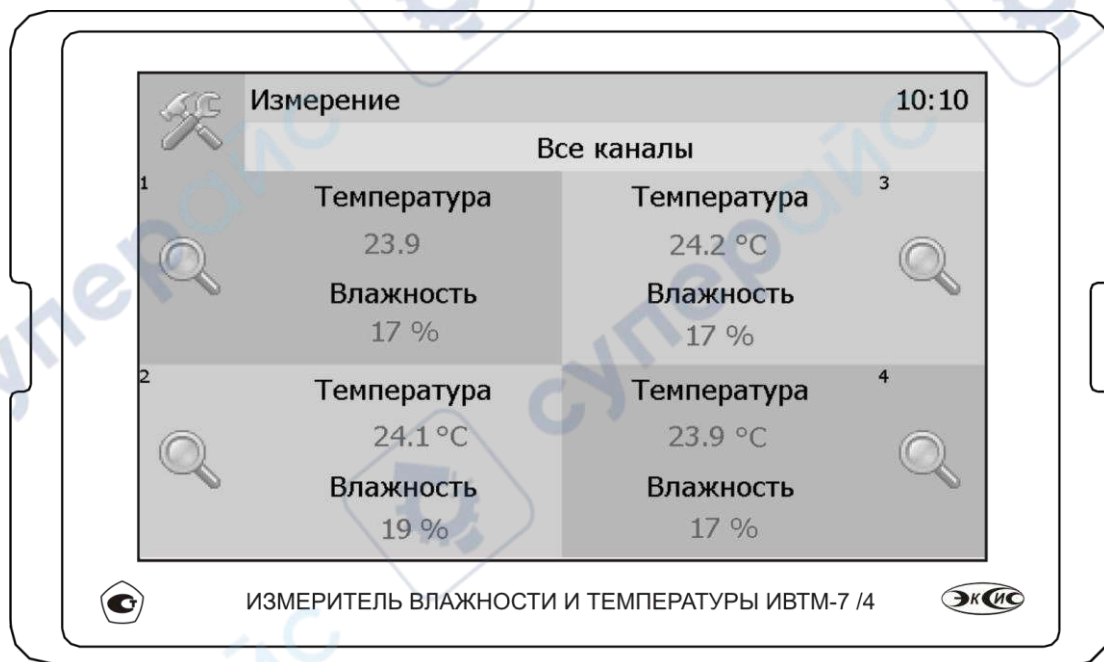 Измерение 10:10
Все каналы
1 Температура
23.9
Влажность
17 %
Температура 3
24.2 °C
Влажность
17 %
2 Температура
24.1 °C
Влажность
19 %
Температура 4
23.9 °C
Влажность
17 %
ИЗМЕРИТЕЛЬ ВЛАЖНОСТИ И ТЕМПЕРАТУРЫ ИВТМ-7 /4
ЭКСИС
суперайс